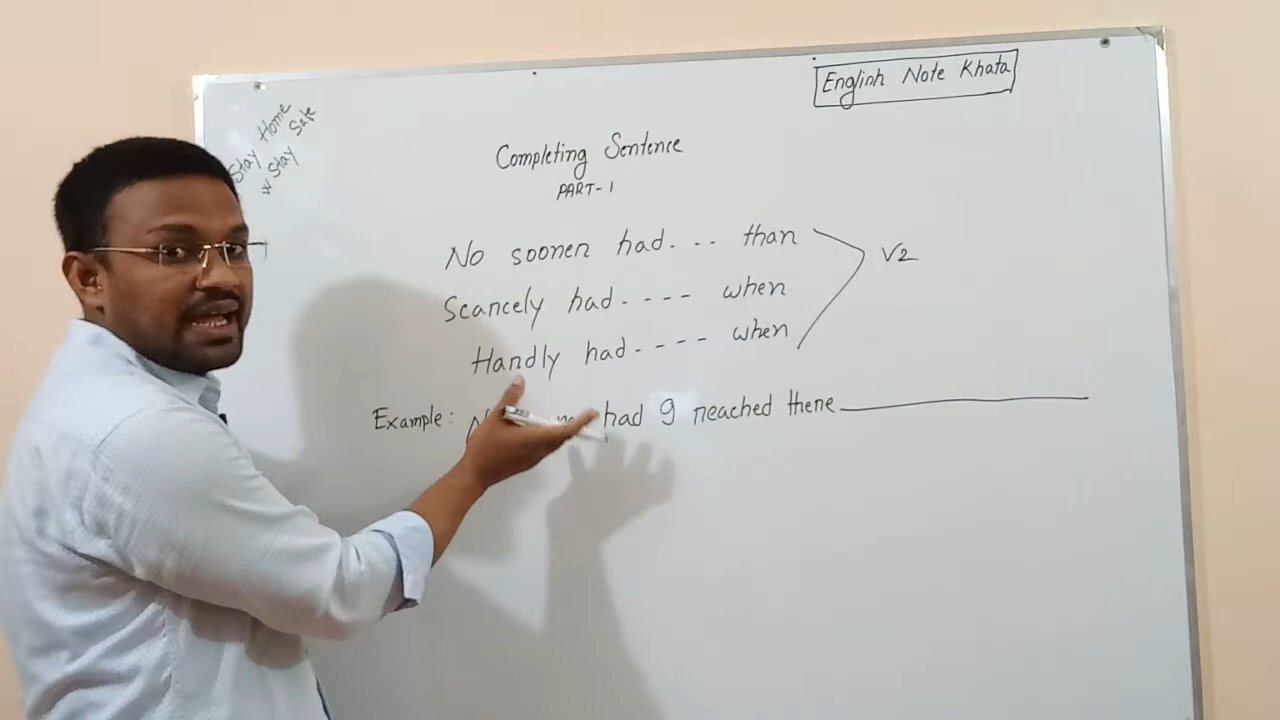 English Note Khata
Stay Home
Stay Safe
Completing Sentence
PART-1
No sooner had. .. than
Scarcely had. --- when
Hardly had. --- when
V2
Example: had I reached there